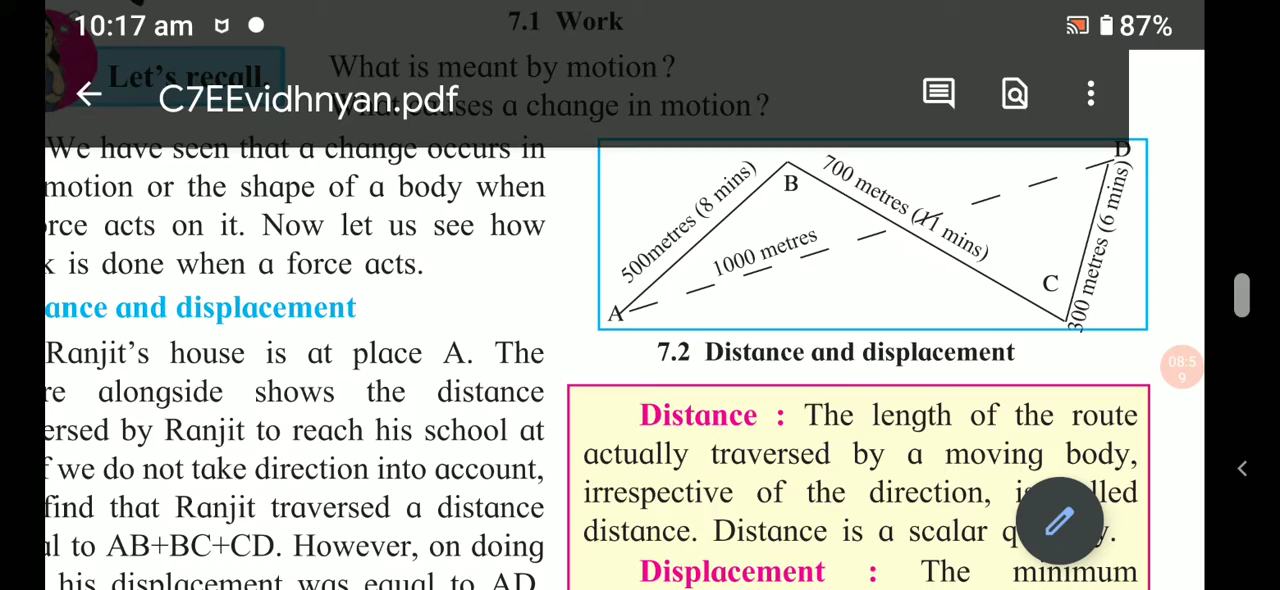 10:17 am
87%
7.1 Work
Let's recall.
What is meant by motion?
C7EEvidhnyan.pdf
a change in motion?
We have seen that a change occurs in
motion or the shape of a body when
acts on it. Now let us see how
is done when a force acts.
and displacement
Ranjit's house is at place A. The
alongside shows the distance
by Ranjit to reach his school at
we do not take direction into account,
find that Ranjit traversed a distance
to AB+BC+CD. However, on doing
his displacement was equal to AD.
A
500metres (8 mins)
B
700 metres (11 mins)
1000 metres
C
300 metres (6 mins)
D
7.2 Distance and displacement
08:5
9
Distance : The length of the route
actually traversed by a moving body,
irrespective of the direction,
distance. Distance is a scalar
Displacement : The minimum